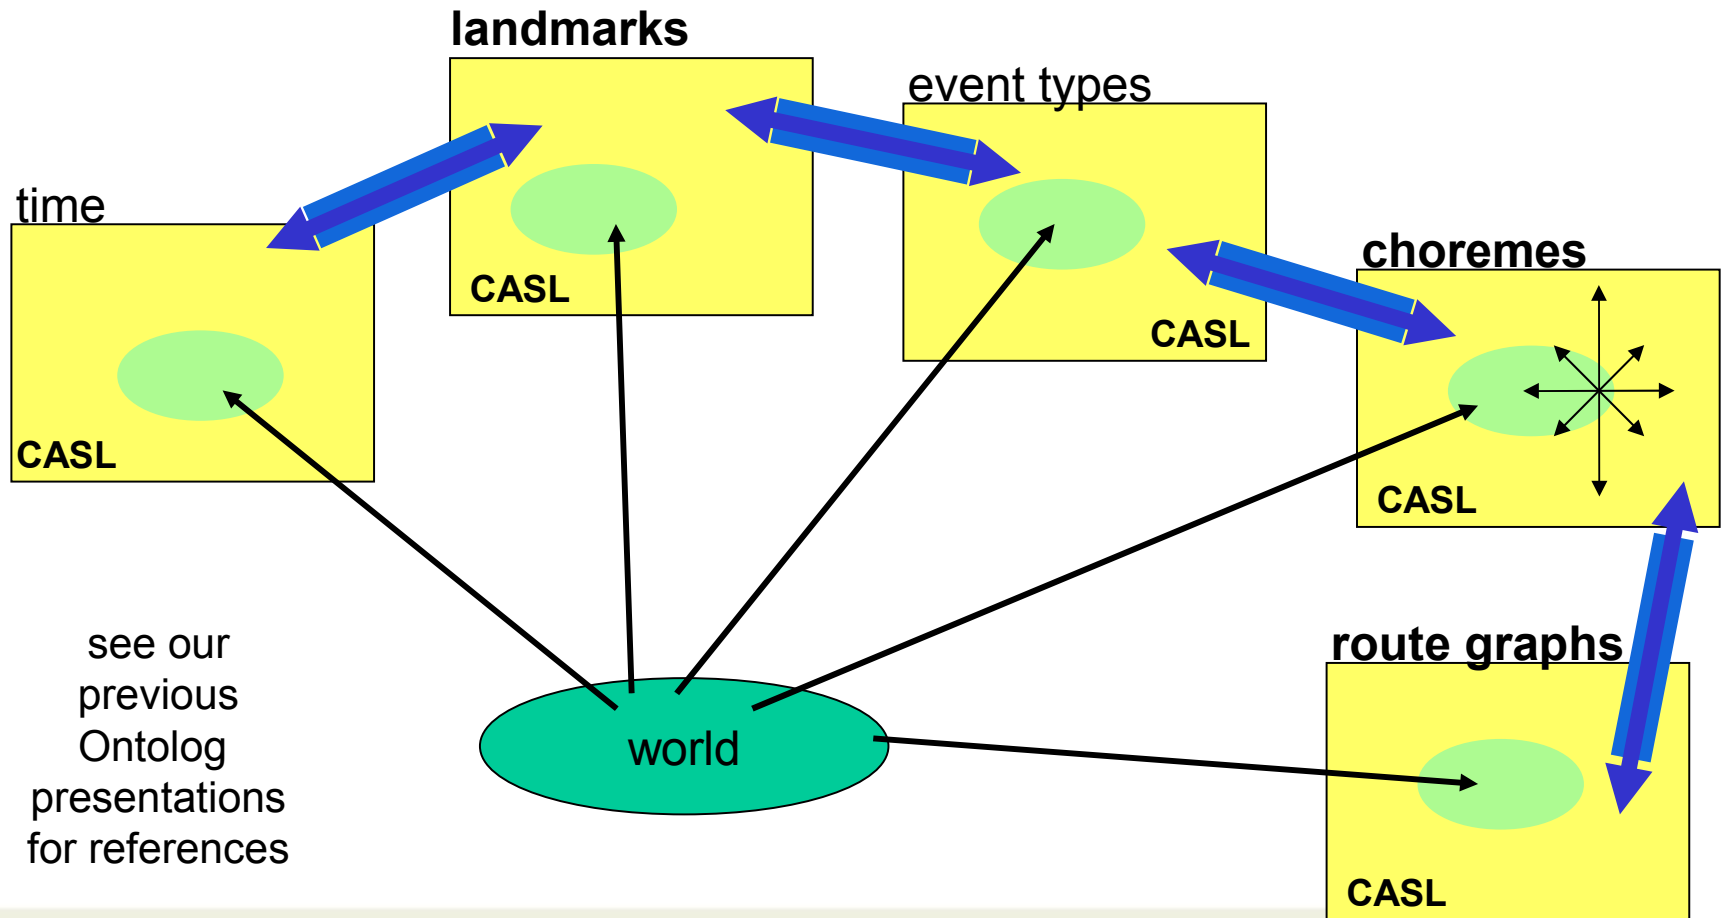 landmarks
event types
time
choremes
CASL
CASL
CASL
CASL
see our
previous
Ontolog
presentations
for references
world
route graphs
CASL